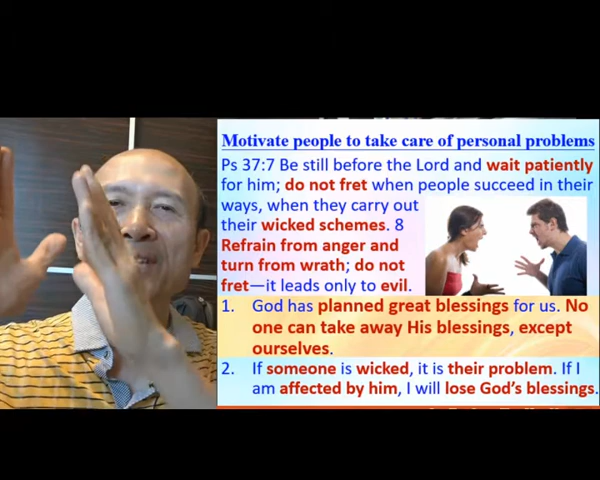 Motivate people to take care of personal problems
Ps 37:7 Be still before the Lord and wait patiently
for him; do not fret when people succeed in their
ways, when they carry out
their wicked schemes. 8
Refrain from anger and
turn from wrath; do not
fret—it leads only to evil.
1. God has planned great blessings for us. No
one can take away His blessings, except
ourselves.
2. If someone is wicked, it is their problem. If I
am affected by him, I will lose God's blessings.